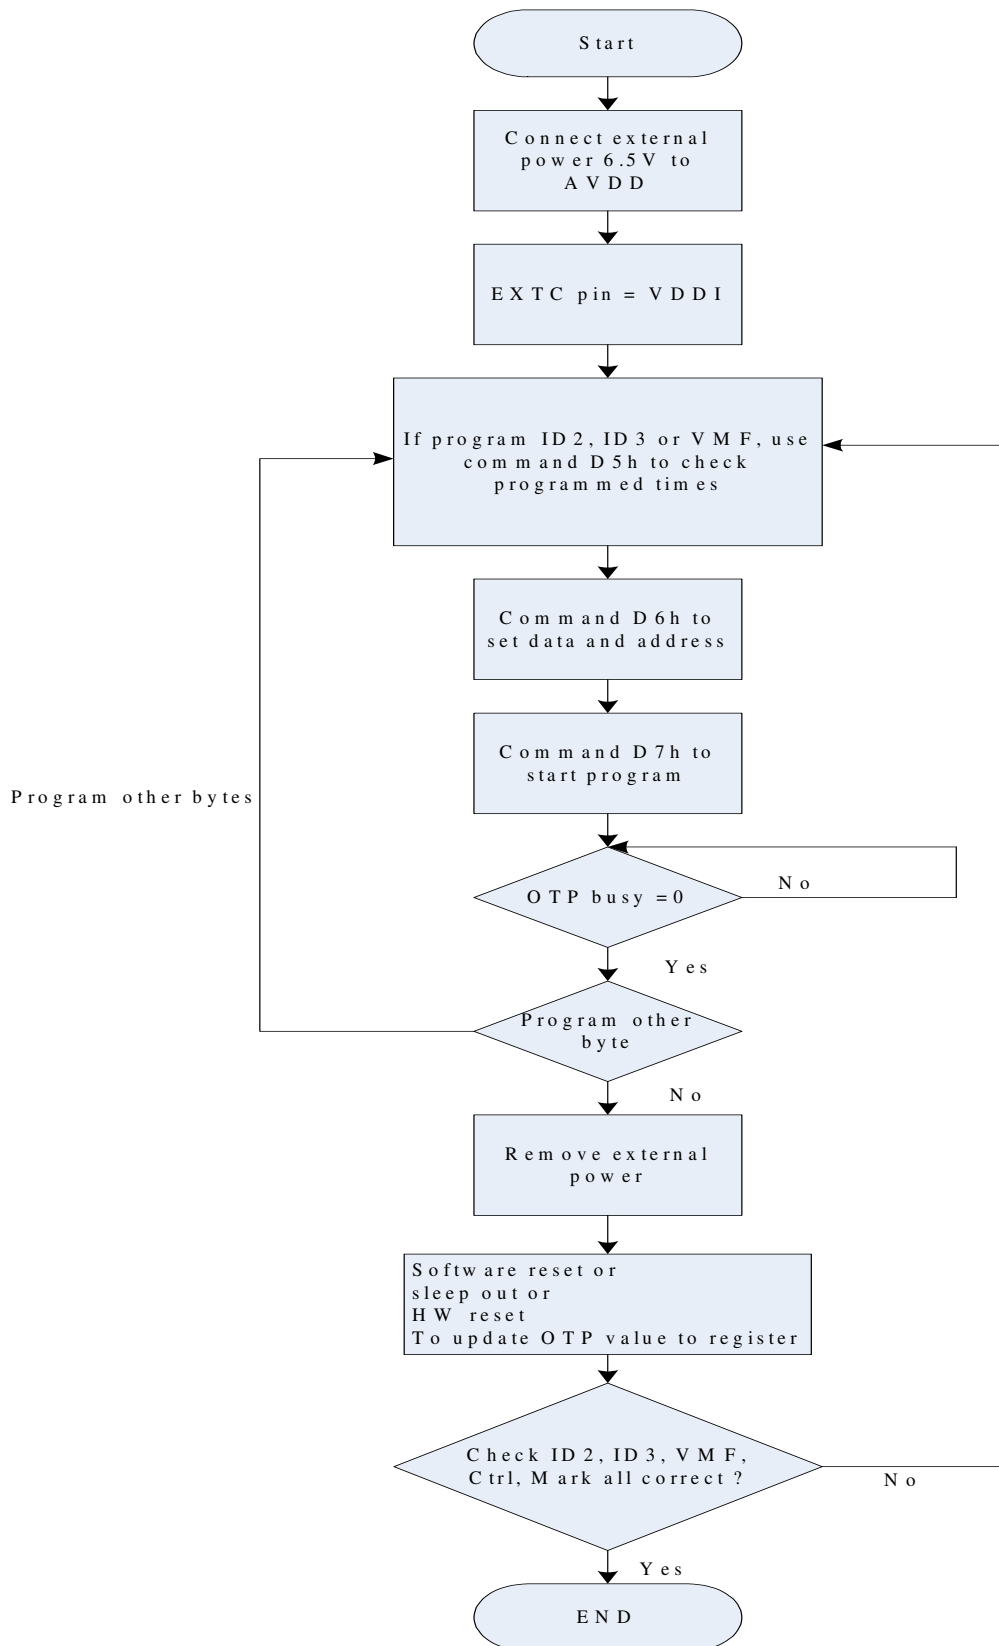 Start
Connect external
power 6.5V to
AVDD
EXTC pin = VDDI
If program ID2, ID3 or VMF, use
command D5h to check
programmed times
Command D6h to
set data and address
Command D7h to
start program
Program other bytes
OTP busy =0
No
Yes
Program other
byte
No
Remove external
power
Software reset or
sleep out or
HW reset
To update OTP value to register
Check ID2, ID3, VMF,
Ctrl, Mark all correct ?
No
Yes
END